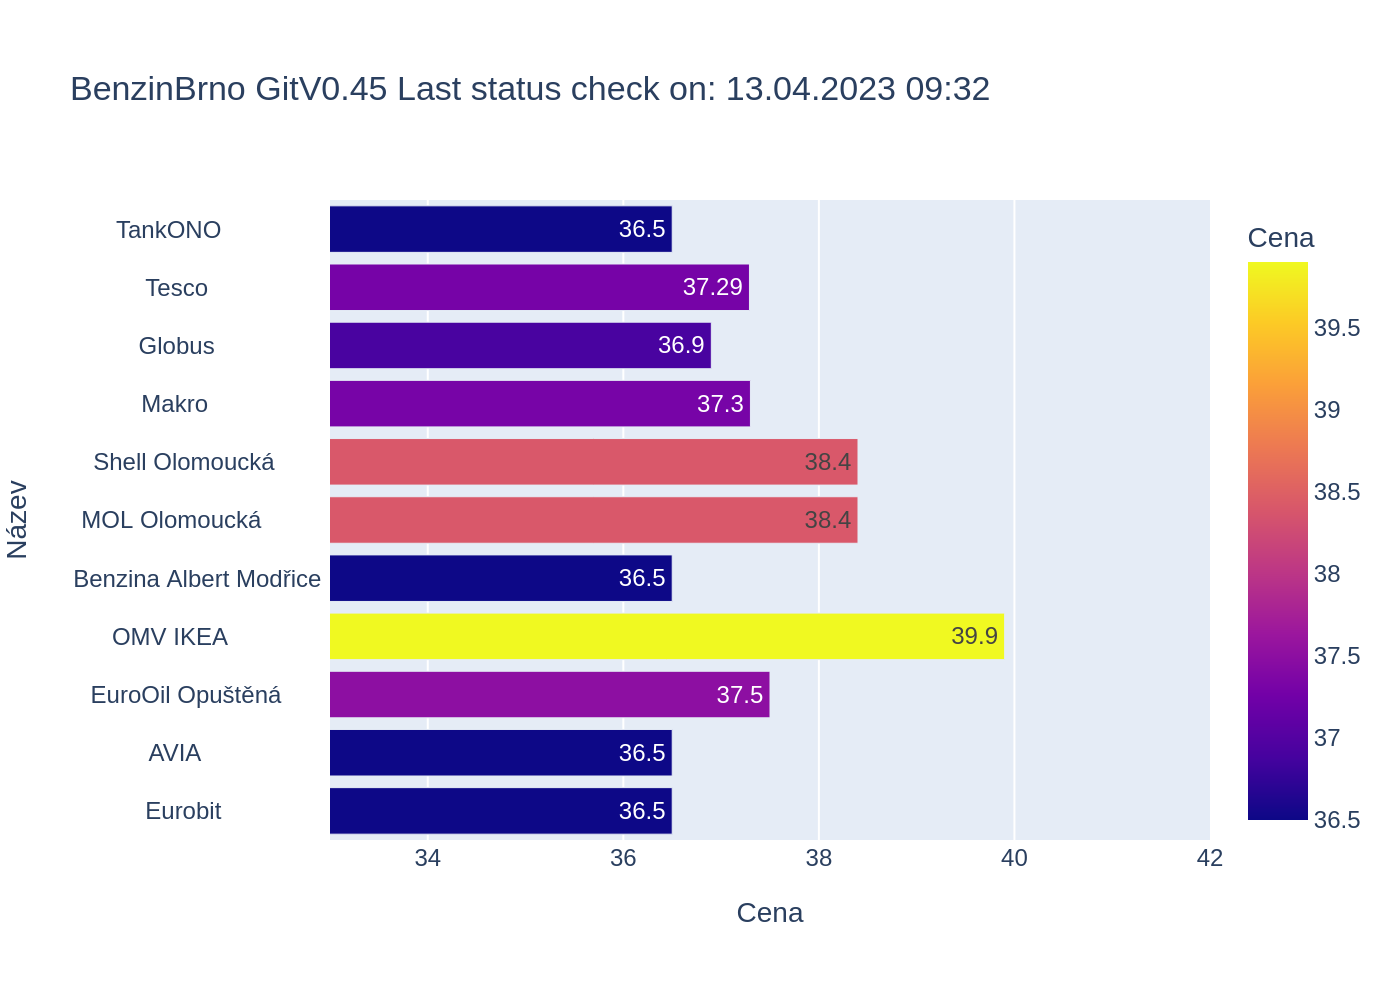 BenzinBrno GitV0.45 Last status check on: 13.04.2023 09:32
TankONO 36.5
Tesco 37.29
Globus 36.9
Makro 37.3
Shell Olomoucká 38.4
MOL Olomoucká 38.4
Benzina Albert Modřice 36.5
OMV IKEA 39.9
EuroOil Opuštěná 37.5
AVIA 36.5
Eurobit 36.5
Název
34 36 38 40 42
Cena
Cena
39.5
39
38.5
38
37.5
37
36.5